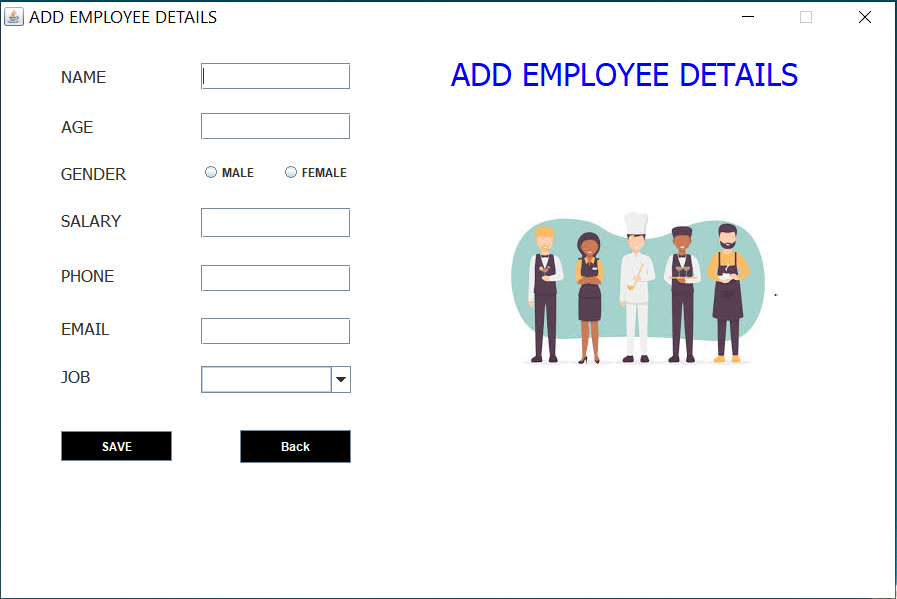 ADD EMPLOYEE DETAILS
NAME
ADD EMPLOYEE DETAILS
AGE
GENDER MALE FEMALE
SALARY
PHONE
EMAIL
JOB
SAVE Back